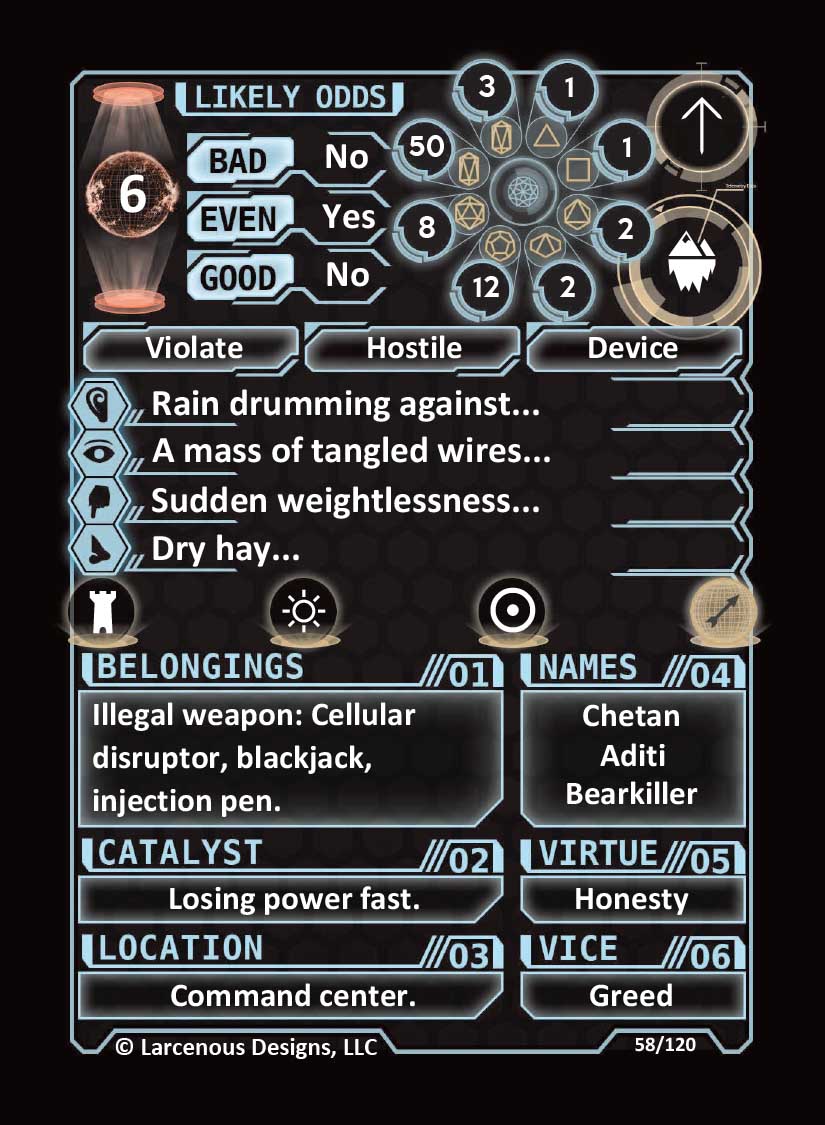 LIKELY ODDS
6
BAD No
EVEN Yes
GOOD No
3
1
50
1
8
2
12
2
Violate
Hostile
Device
Rain drumming against...
A mass of tangled wires...
Sudden weightlessness...
Dry hay...
BELONGINGS ///01
Illegal weapon: Cellular
disruptor, blackjack,
injection pen.
NAMES ///04
Chetan
Aditi
Bearkiller
CATALYST ///02
Losing power fast.
VIRTUE ///05
Honesty
LOCATION ///03
Command center.
VICE ///06
Greed
© Larcenous Designs, LLC
58/120